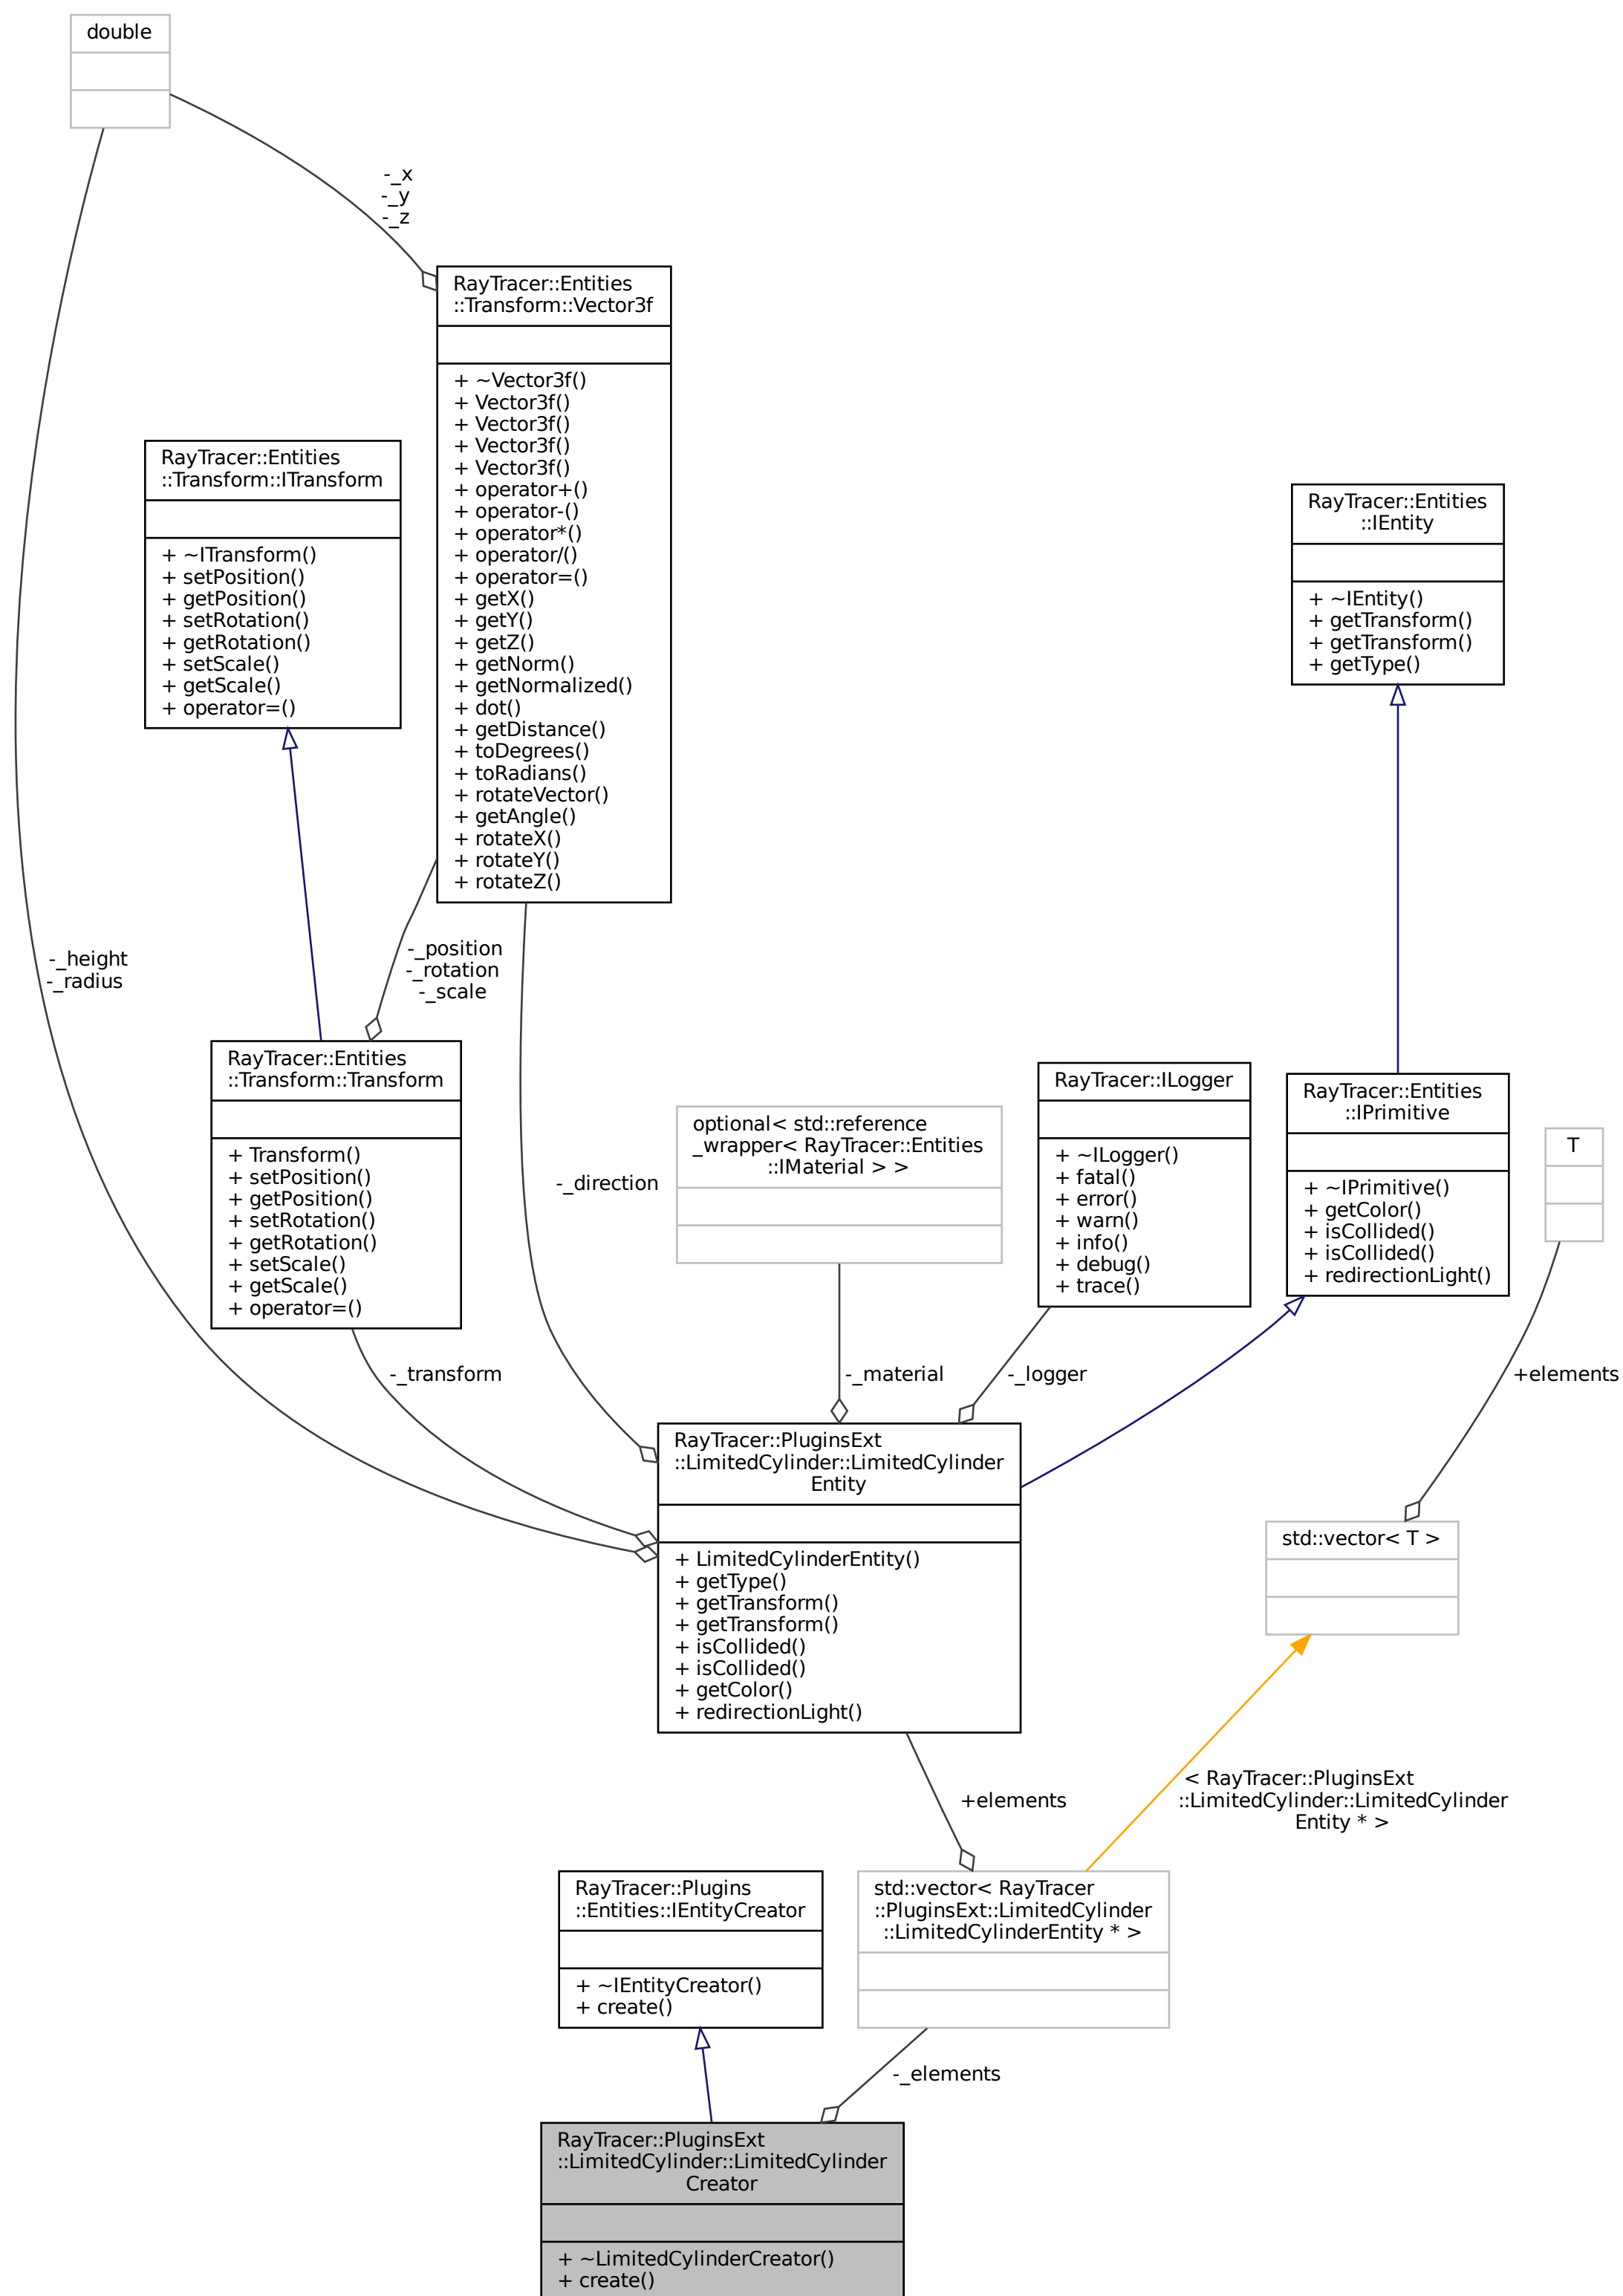 double
-_x
-_y
-_z
RayTracer::Entities
::Transform::Vector3f
+ ~Vector3f()
+ Vector3f()
+ Vector3f()
+ Vector3f()
+ Vector3f()
+ operator+()
+ operator-()
+ operator*()
+ operator/()
+ operator=()
+ getX()
+ getY()
+ getZ()
+ getNorm()
+ getNormalized()
+ dot()
+ getDistance()
+ toDegrees()
+ toRadians()
+ rotateVector()
+ getAngle()
+ rotateX()
+ rotateY()
+ rotateZ()
RayTracer::Entities
::Transform::ITransform
+ ~ITransform()
+ setPosition()
+ getPosition()
+ setRotation()
+ getRotation()
+ setScale()
+ getScale()
+ operator=()
RayTracer::Entities
::IEntity
+ ~IEntity()
+ getTransform()
+ getTransform()
+ getType()
-_height
-_radius
-_position
-_rotation
-_scale
RayTracer::Entities
::Transform::Transform
+ Transform()
+ setPosition()
+ getPosition()
+ setRotation()
+ getRotation()
+ setScale()
+ getScale()
+ operator=()
-_direction
optional< std::reference
_wrapper< RayTracer::Entities
::IMaterial > >
RayTracer::ILogger
+ ~ILogger()
+ fatal()
+ error()
+ warn()
+ info()
+ debug()
+ trace()
RayTracer::Entities
::IPrimitive
+ ~IPrimitive()
+ getColor()
+ isCollided()
+ isCollided()
+ redirectionLight()
T
-_transform
-_material
-_logger
+elements
RayTracer::PluginsExt
::LimitedCylinder::LimitedCylinder
Entity
+ LimitedCylinderEntity()
+ getType()
+ getTransform()
+ getTransform()
+ isCollided()
+ isCollided()
+ getColor()
+ redirectionLight()
std::vector< T >
+elements
< RayTracer::PluginsExt
::LimitedCylinder::LimitedCylinder
Entity * >
RayTracer::Plugins
::Entities::IEntityCreator
+ ~IEntityCreator()
+ create()
std::vector< RayTracer
::PluginsExt::LimitedCylinder
::LimitedCylinderEntity * >
-_elements
RayTracer::PluginsExt
::LimitedCylinder::LimitedCylinder
Creator
+ ~LimitedCylinderCreator()
+ create()